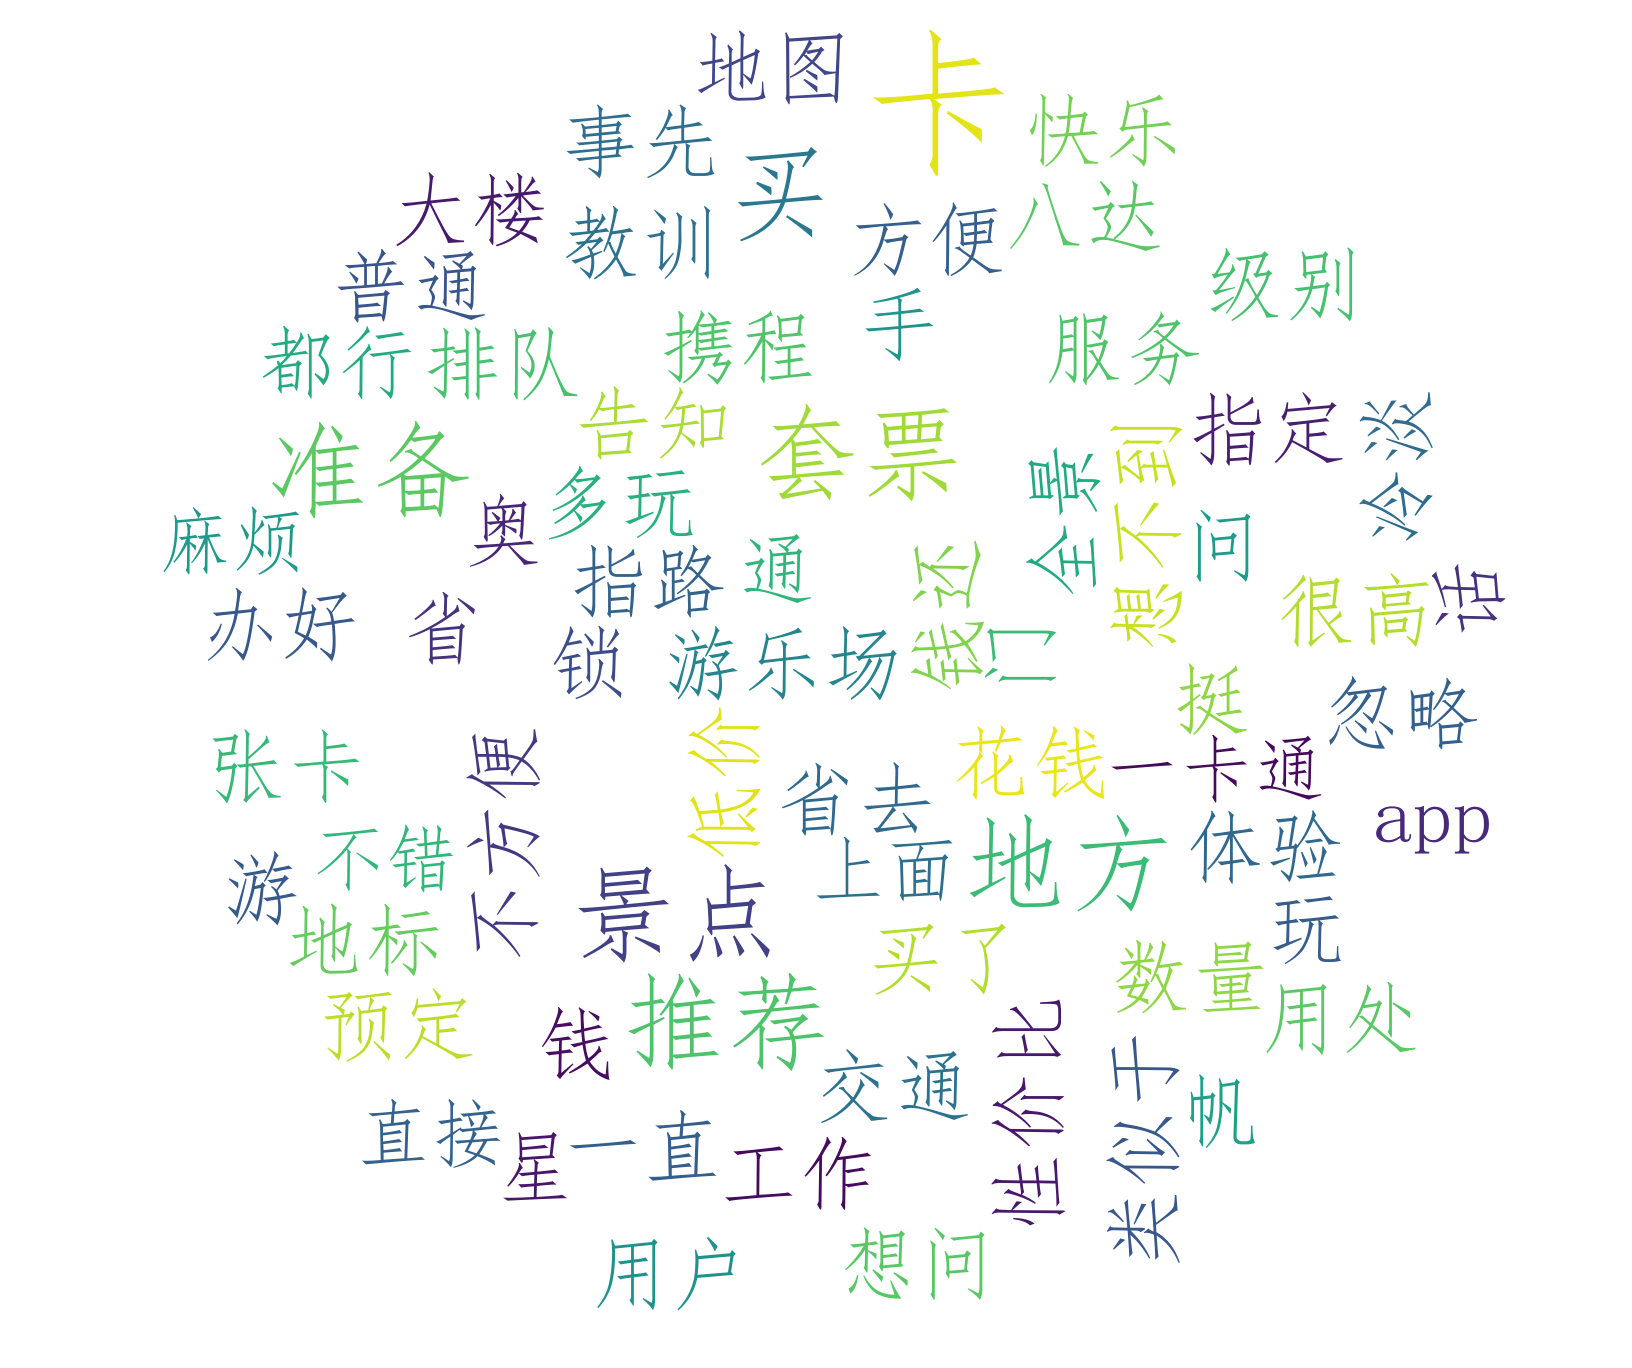 地图
卡
快乐
事先
买
大楼
教训
方便
八达
普通
级别
手
都行
排队
携程
服务
告知
套票
指定
冷淡
准备
想不到
全景
多玩
奥
麻烦
问
指路
通
还
钱
很高
话
办好
省
锁
游乐场
门
挺
忽略
张卡
不方便
低价
花钱
一卡通
省去
app
不错
上面
地方
体验
游
景点
玩
地标
买了
数量
预定
钱
推荐
用处
性价比
交通
类似于
帆
直接
星
一直
工作
用户
想问